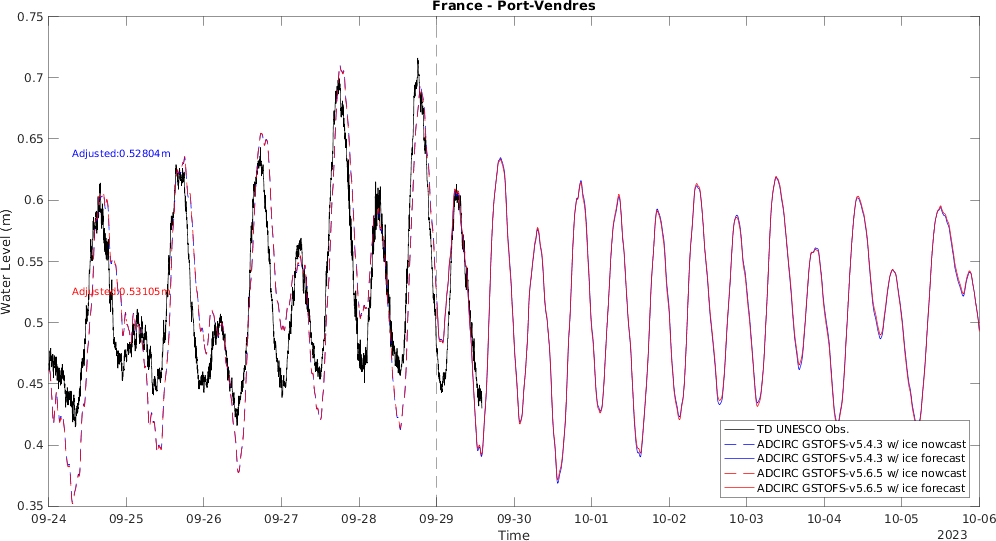 France - Port-Vendres
0.75
0.7
0.65
0.6
0.55
0.5
0.45
0.4
0.35
Water Level (m)
Adjusted:0.52804m
Adjusted:0.53105m
TD UNESCO Obs.
ADCIRC GSTOFS-v5.4.3 w/ ice nowcast
ADCIRC GSTOFS-v5.4.3 w/ ice forecast
ADCIRC GSTOFS-v5.6.5 w/ ice nowcast
ADCIRC GSTOFS-v5.6.5 w/ ice forecast
09-24 09-25 09-26 09-27 09-28 09-29 09-30 10-01 10-02 10-03 10-04 10-05 10-06
Time
2023